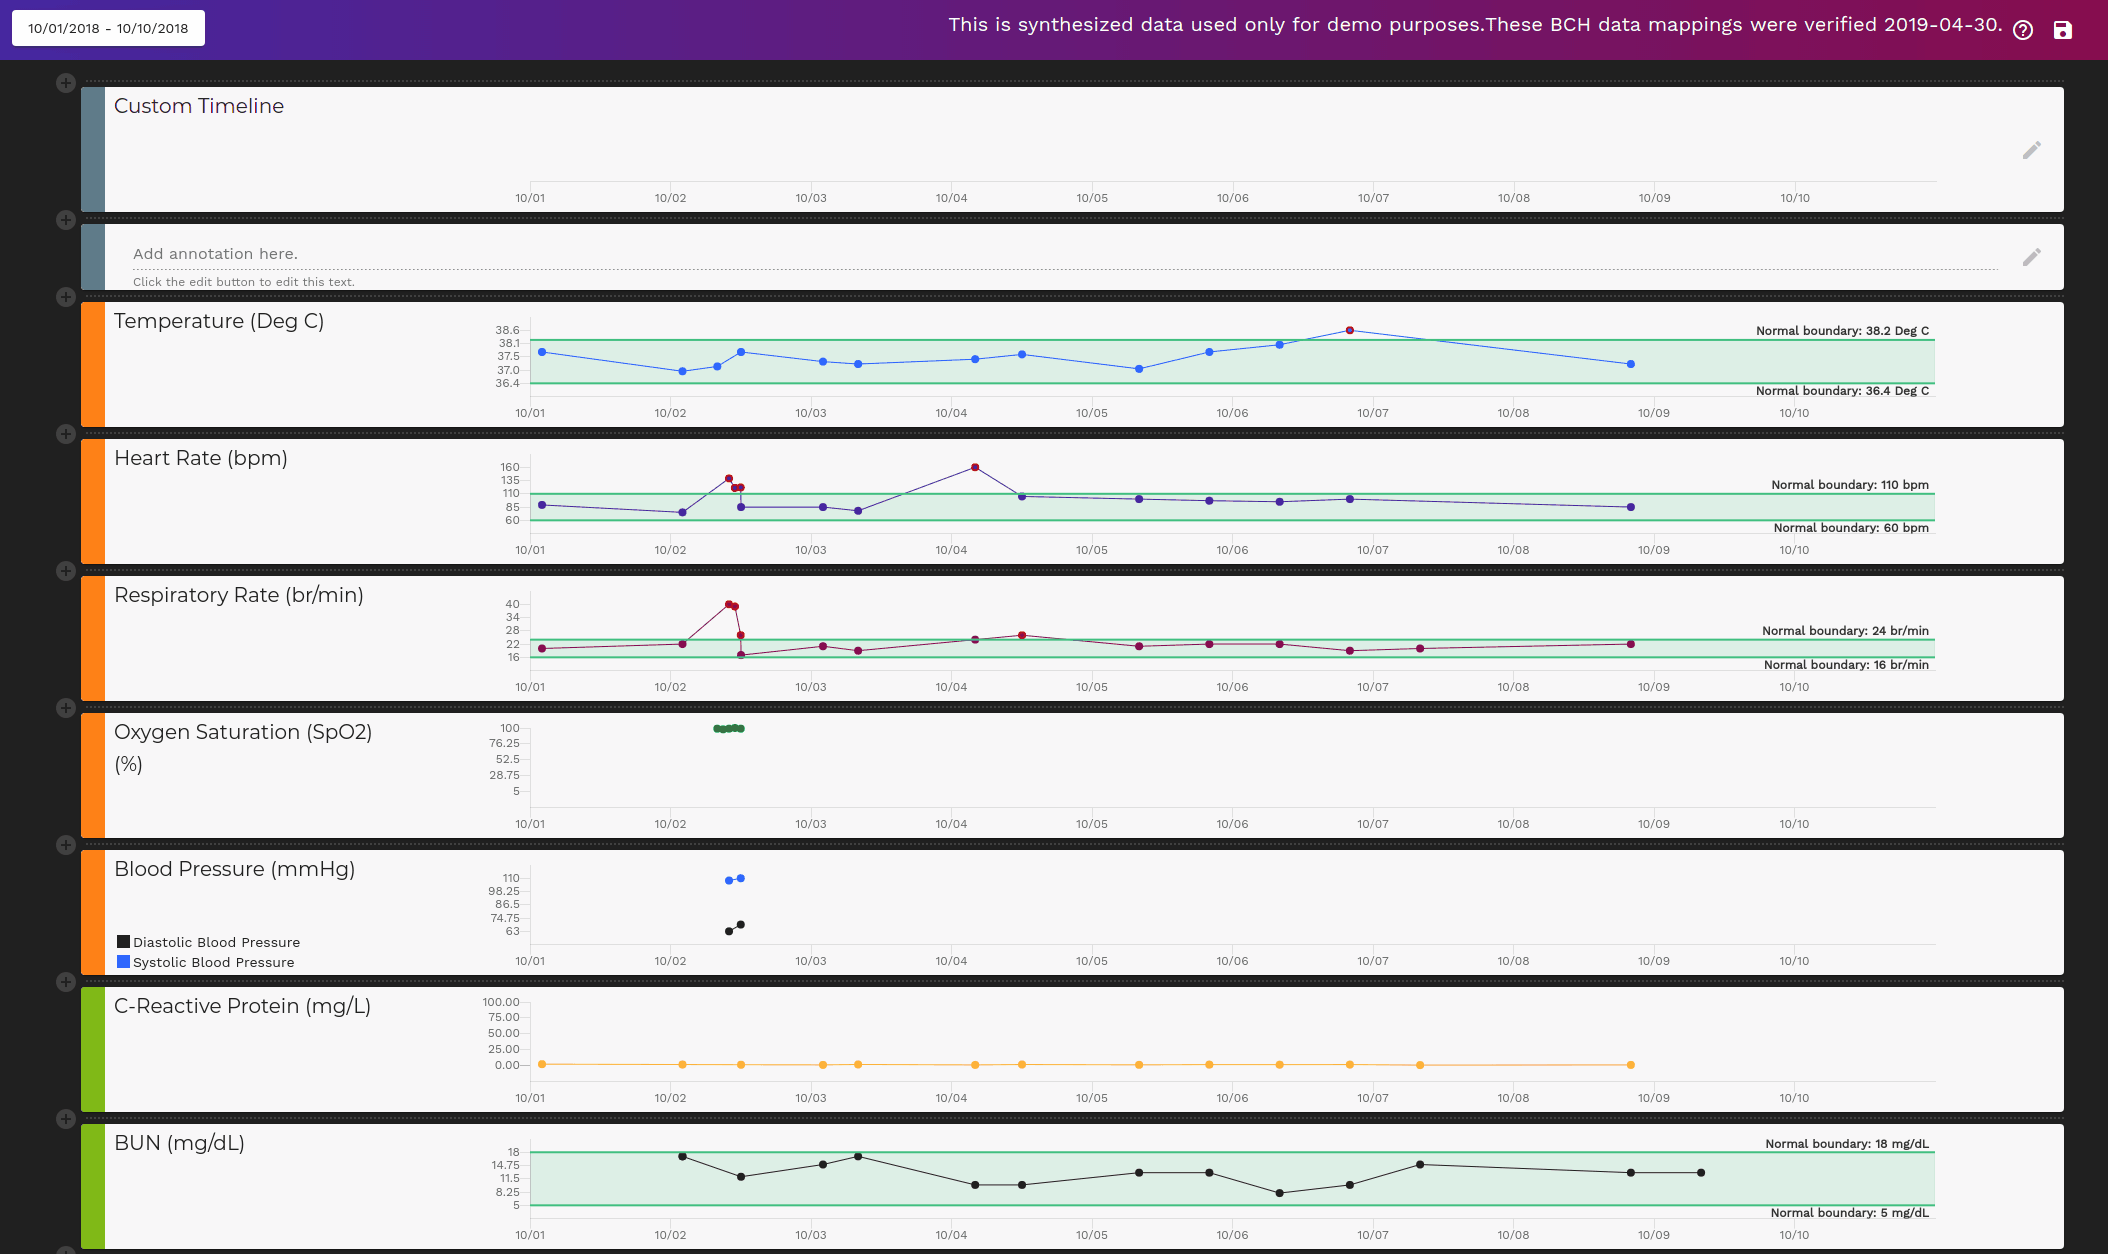 10/01/2018 - 10/10/2018
This is synthesized data used only for demo purposes.These BCH data mappings were verified 2019-04-30.
Custom Timeline
10/01 10/02 10/03 10/04 10/05 10/06 10/07 10/08 10/09 10/10
Add annotation here.
Click the edit button to edit this text.
Temperature (Deg C)
38.6
38.1
37.5
37.0
36.4
Normal boundary: 38.2 Deg C
Normal boundary: 36.4 Deg C
10/01 10/02 10/03 10/04 10/05 10/06 10/07 10/08 10/09 10/10
Heart Rate (bpm)
160
135
110
85
60
Normal boundary: 110 bpm
Normal boundary: 60 bpm
10/01 10/02 10/03 10/04 10/05 10/06 10/07 10/08 10/09 10/10
Respiratory Rate (br/min)
40
34
28
22
16
Normal boundary: 24 br/min
Normal boundary: 16 br/min
10/01 10/02 10/03 10/04 10/05 10/06 10/07 10/08 10/09 10/10
Oxygen Saturation (SpO2)
(%)
100
76.25
52.5
28.75
5
10/01 10/02 10/03 10/04 10/05 10/06 10/07 10/08 10/09 10/10
Blood Pressure (mmHg)
110
98.25
86.5
74.75
63
Diastolic Blood Pressure
Systolic Blood Pressure
10/01 10/02 10/03 10/04 10/05 10/06 10/07 10/08 10/09 10/10
C-Reactive Protein (mg/L)
100.00
75.00
50.00
25.00
0.00
10/01 10/02 10/03 10/04 10/05 10/06 10/07 10/08 10/09 10/10
BUN (mg/dL)
18
14.75
11.5
8.25
5
Normal boundary: 18 mg/dL
Normal boundary: 5 mg/dL
10/01 10/02 10/03 10/04 10/05 10/06 10/07 10/08 10/09 10/10